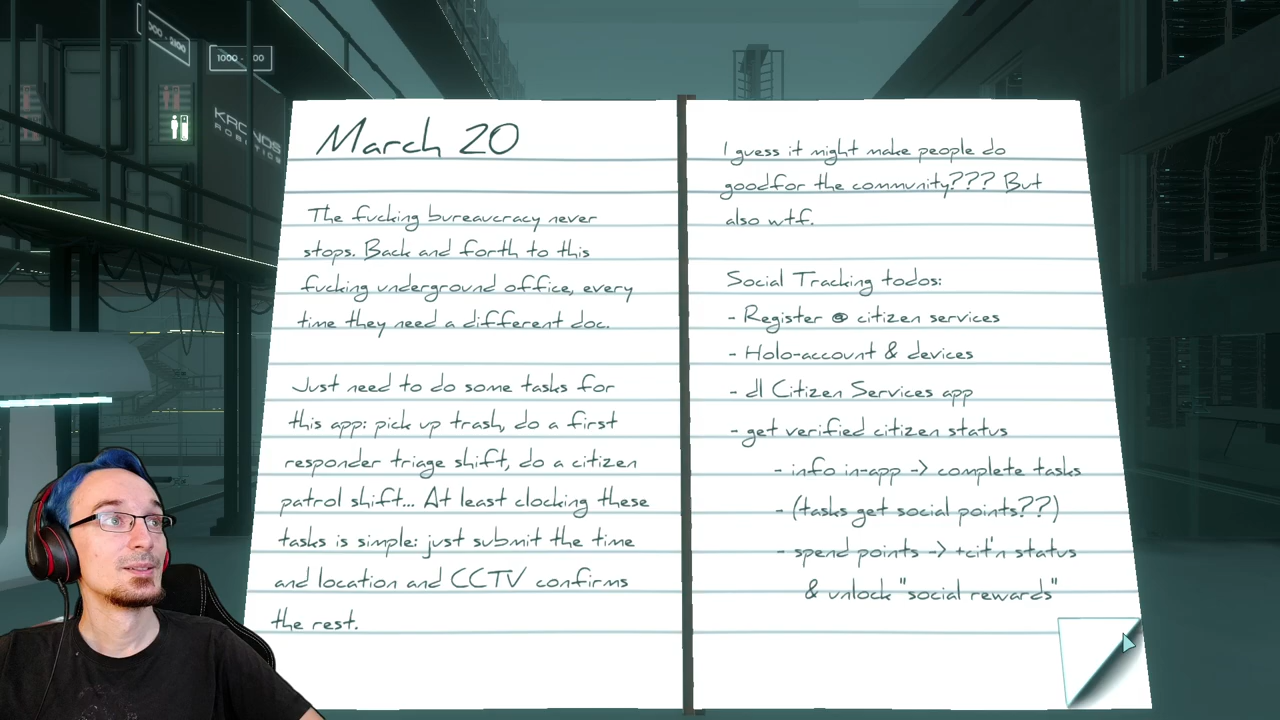 1000 -
KRONOS
ROBOTICS
March 20
The fucking bureaucracy never
stops. Back and forth to this
fucking underground office, every
time they need a different doc.
Just need to do some tasks for
this app: pick up trash, do a first
responder triage shift, do a citizen
patrol shift... At least clocking these
tasks is simple: just submit the time
and location and CCTV confirms
the rest.
I guess it might make people do
goodfor the community??? But
also wtf.
Social Tracking todos:
- Register @ citizen services
- Holo-account & devices
- dl Citizen Services app
- get verified citizen status
- info in-app -> complete tasks
- (tasks get social points??)
- spend points -> +cit'n status
& unlock "social rewards"